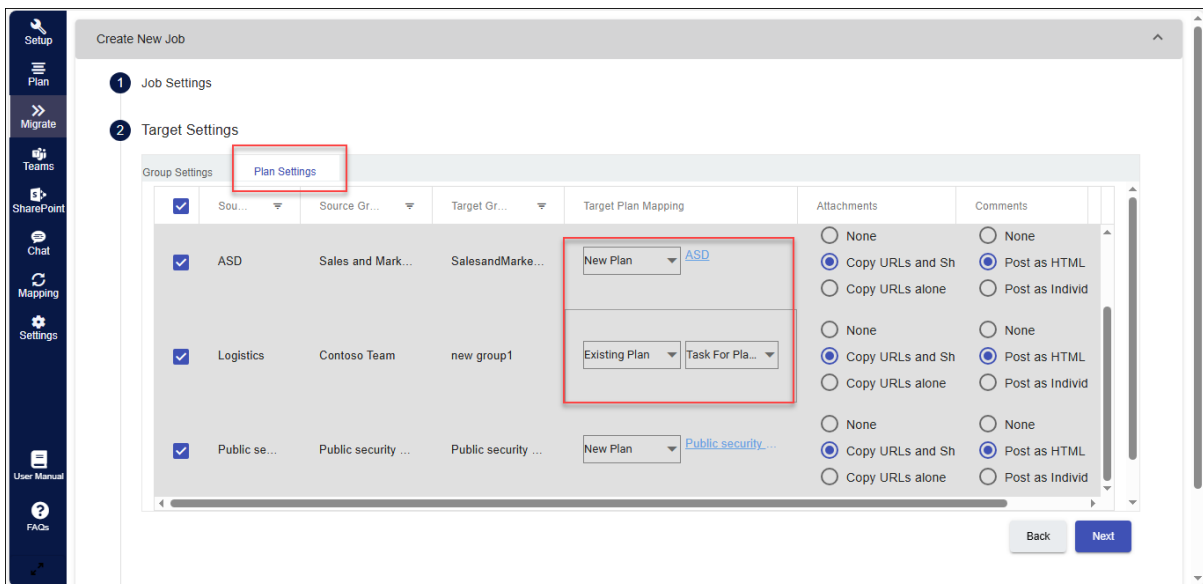 Setup
Plan
Migrate
Teams
SharePoint
Chat
Mapping
Settings
User Manual
FAQs
Create New Job
1 Job Settings
2 Target Settings
Group Settings Plan Settings
Sou... Source Gr... Target Gr... Target Plan Mapping Attachments Comments
ASD Sales and Mark... SalesandMarke... New Plan ASD
None
Copy URLs and Sh
Copy URLs alone
None
Post as HTML
Post as Individ
Logistics Contoso Team new group1 Existing Plan Task For Pla...
None
Copy URLs and Sh
Copy URLs alone
None
Post as HTML
Post as Individ
Public se... Public security ... Public security ... New Plan Public security ...
None
Copy URLs and Sh
Copy URLs alone
None
Post as HTML
Post as Individ
Back Next